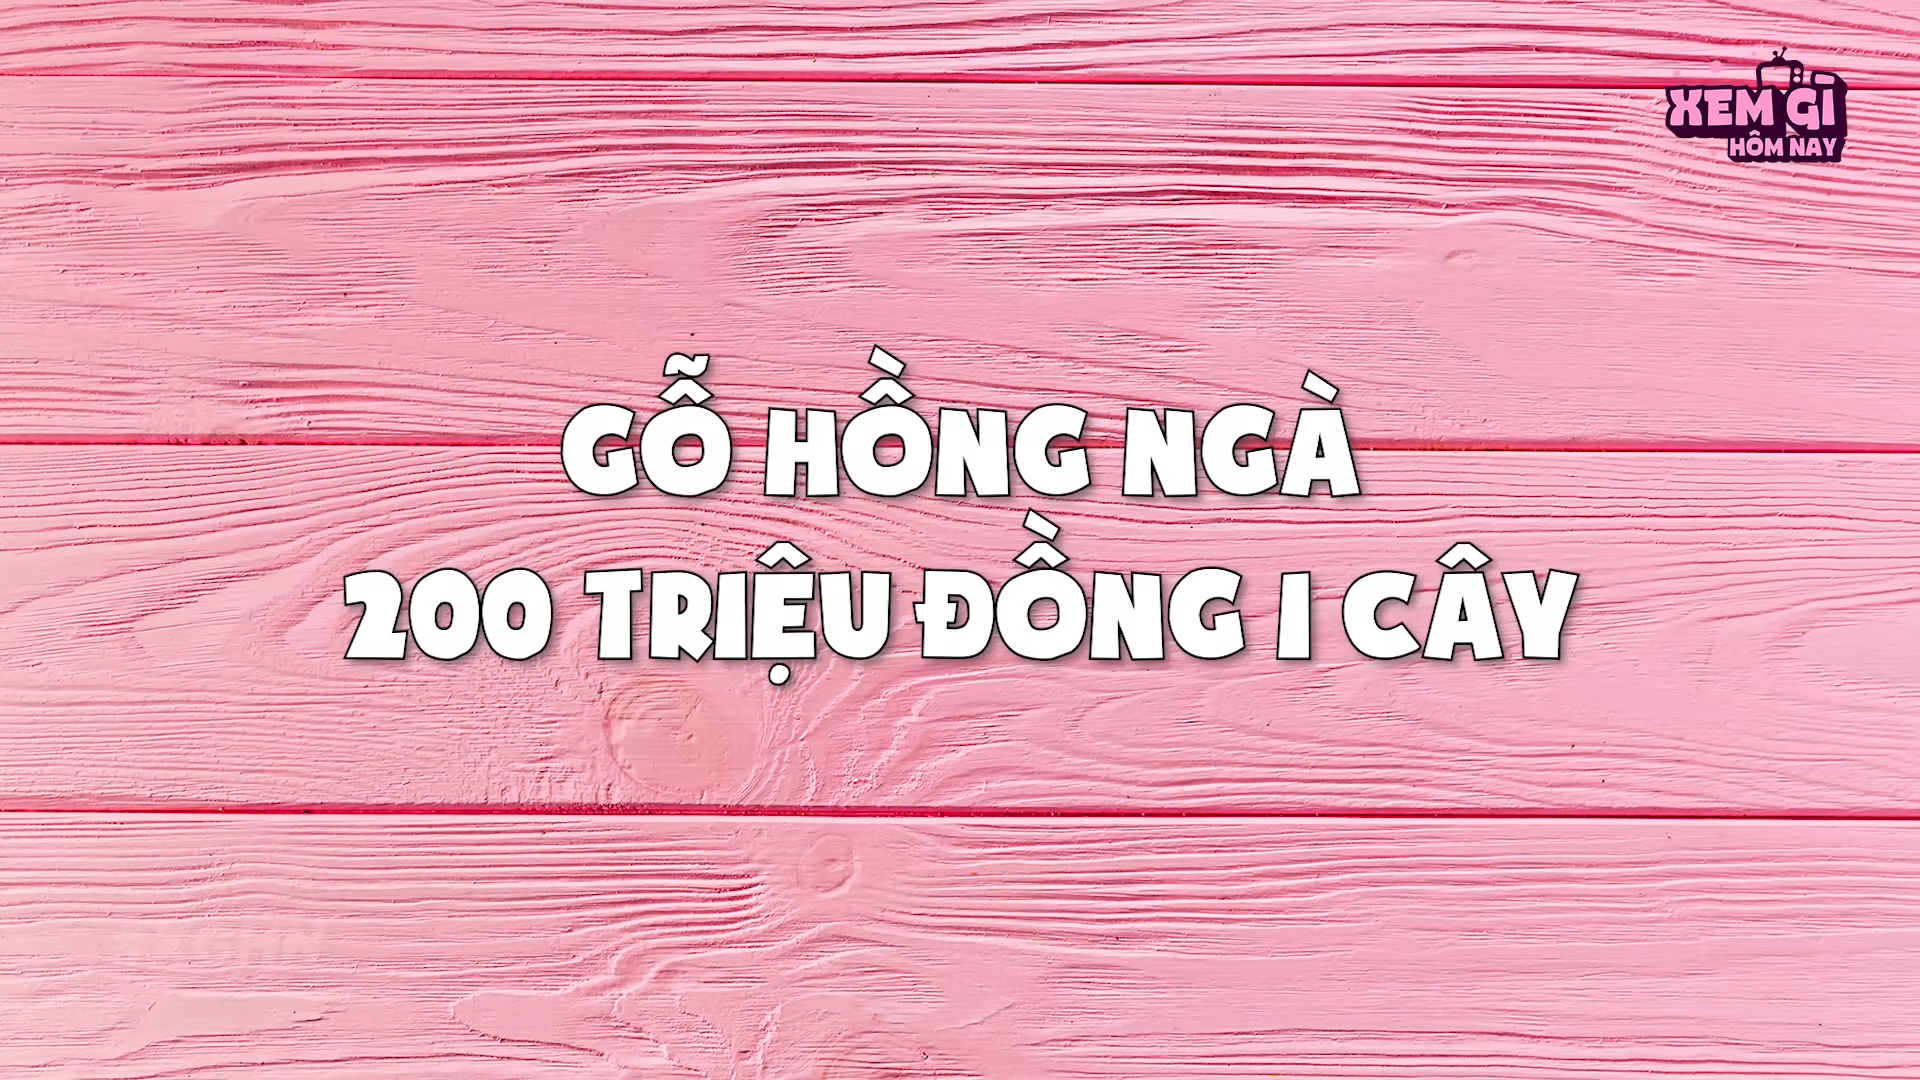 XEM GÌ
HÔM NAY
GỖ HỒNG NGÀ
200 TRIỆU ĐỒNG 1 CÂY